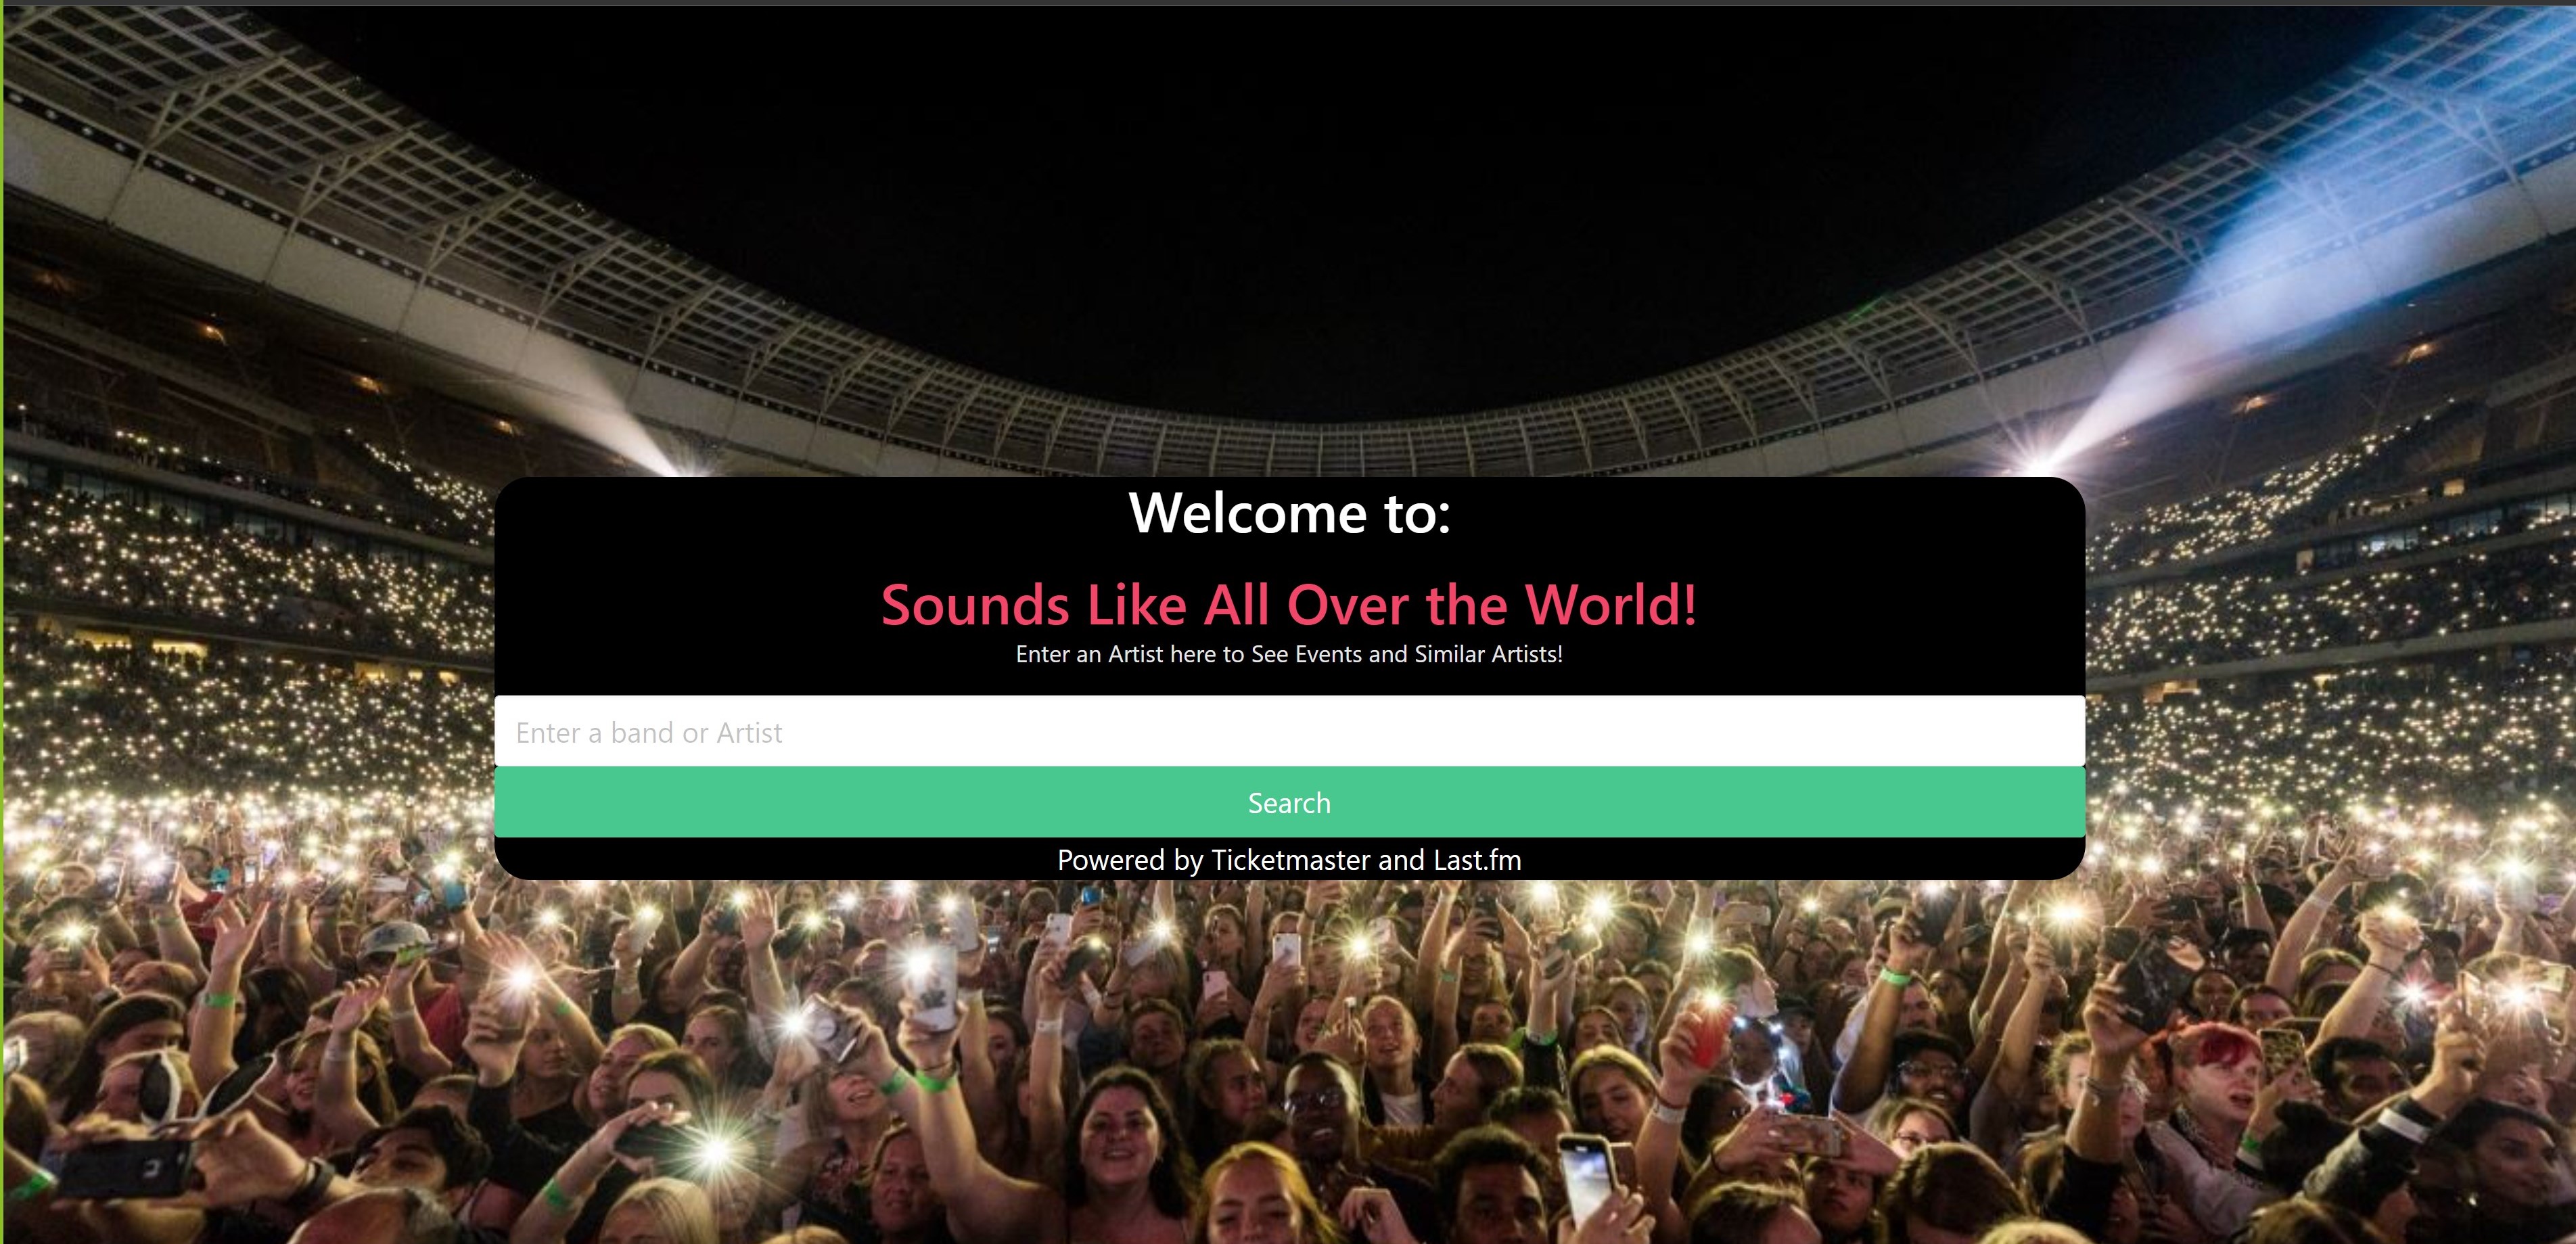 Welcome to:
Sounds Like All Over the World!
Enter an Artist here to See Events and Similar Artists!
Enter a band or Artist
Search
Powered by Ticketmaster and Last.fm